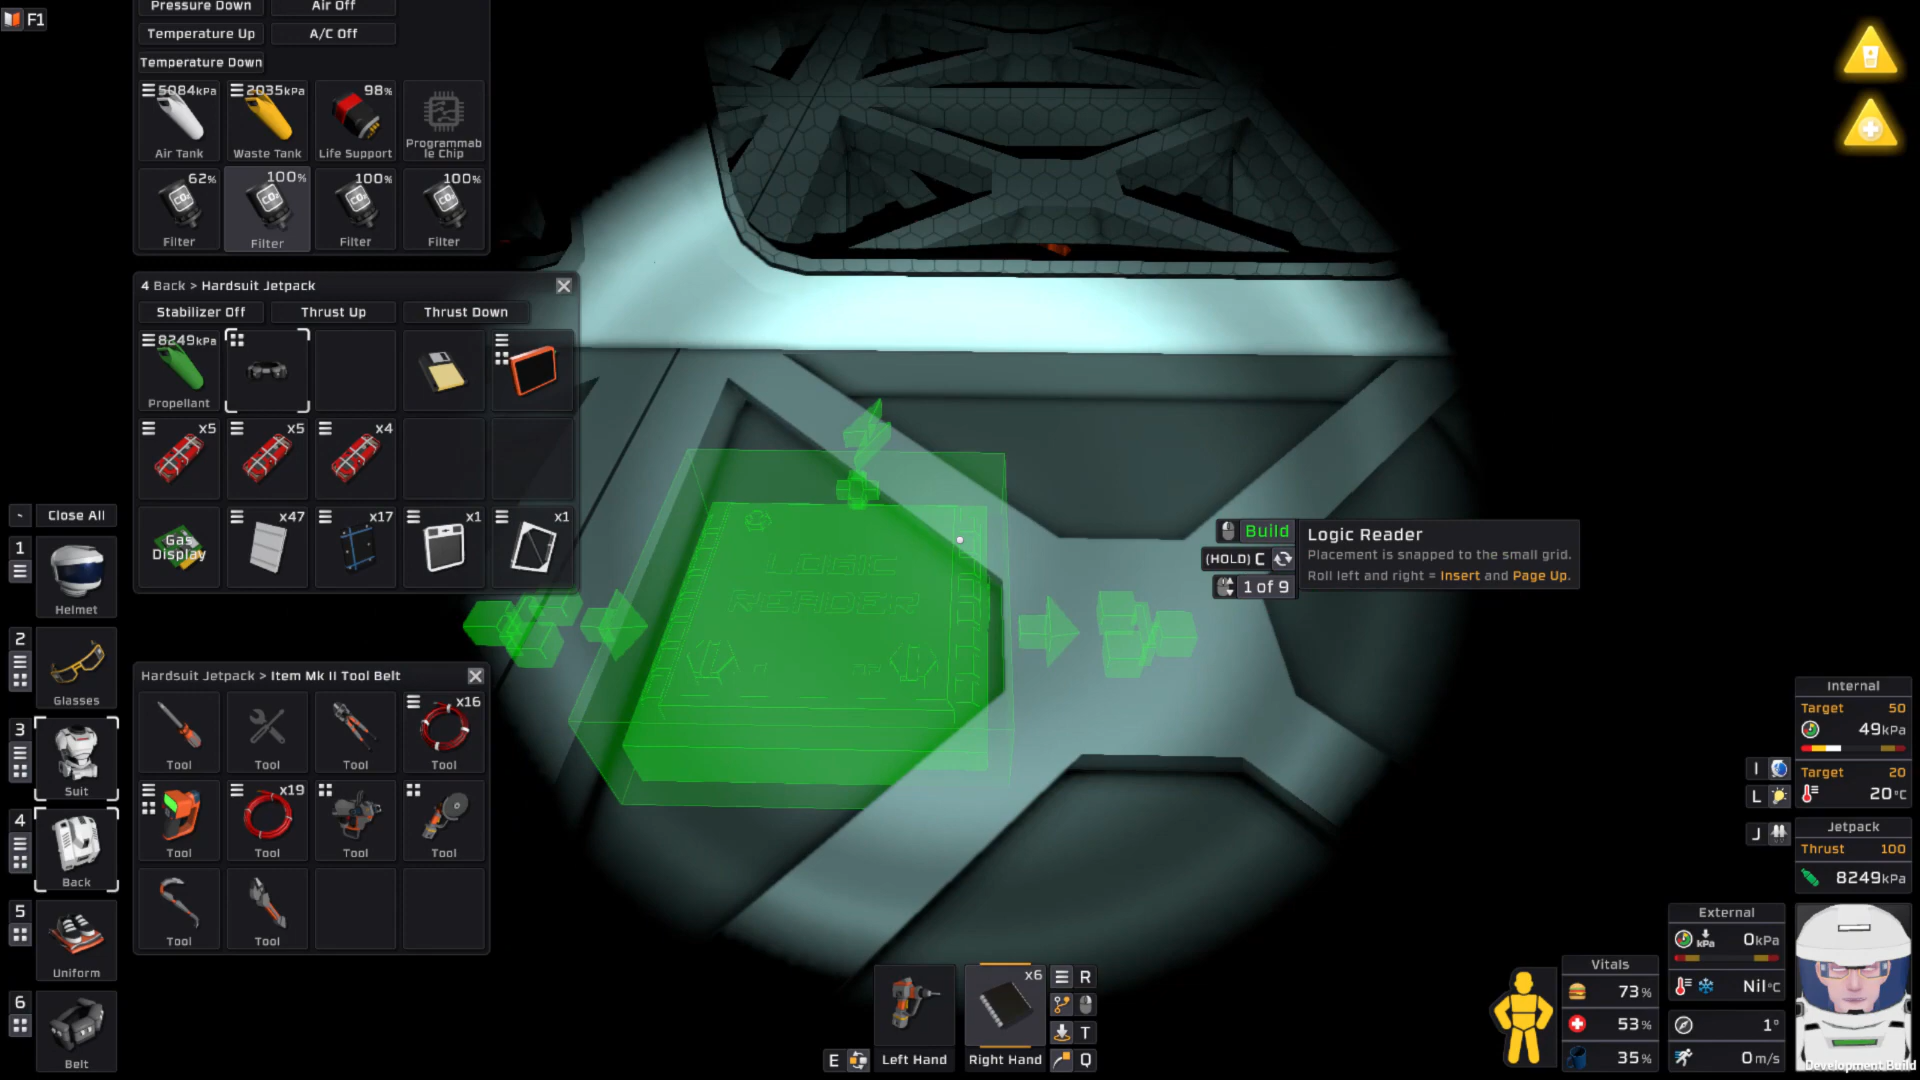 F1
Pressure Down Air Off
Temperature Up A/C Off
Temperature Down
5084kPa 2035kPa 98%
Air Tank Waste Tank Life Support Programmab
le Chip
62% 100% 100% 100%
CO₂ CO₂ CO₂ CO₂
Filter Filter Filter Filter
4 Back > Hardsuit Jetpack
Stabilizer Off Thrust Up Thrust Down
8249kPa
Propellant
x5 x5 x4
Gas
Display
x47 x17 x1 x1
~ Close All
1
Helmet
2
Glasses
3
Suit
4
Back
5
Uniform
6
Belt
Hardsuit Jetpack > Item Mk II Tool Belt
x16
Tool Tool Tool Tool
x19
Tool Tool Tool Tool
Tool Tool
LOGIC
READER
Build
(HOLD) C
1 of 9
Logic Reader
Placement is snapped to the small grid.
Roll left and right = Insert and Page Up.
x6
R
T
E Left Hand Right Hand Q
Internal
Target 50
49kPa
Target 20
20°C
I
L
J
Jetpack
Thrust 100
8249kPa
External
kPa 0kPa
Nil°C
1°
0m/s
Vitals
73%
53%
35%
Development Build